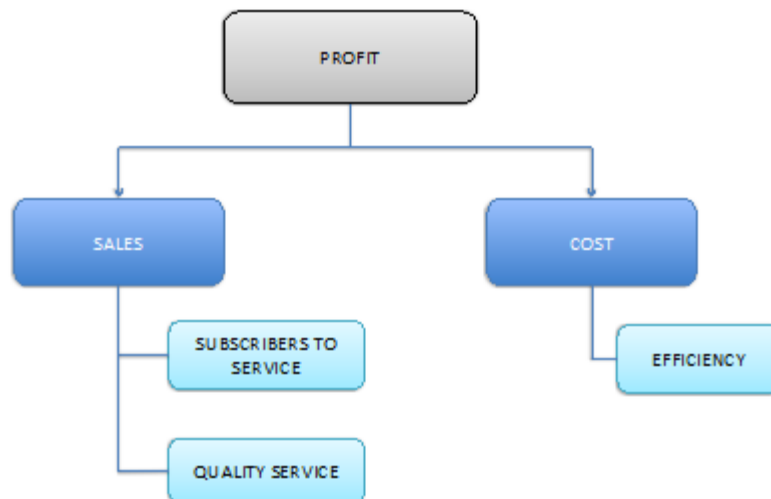 PROFIT
SALES
COST
SUBSCRIBERS TO
SERVICE
EFFICIENCY
QUALITY SERVICE